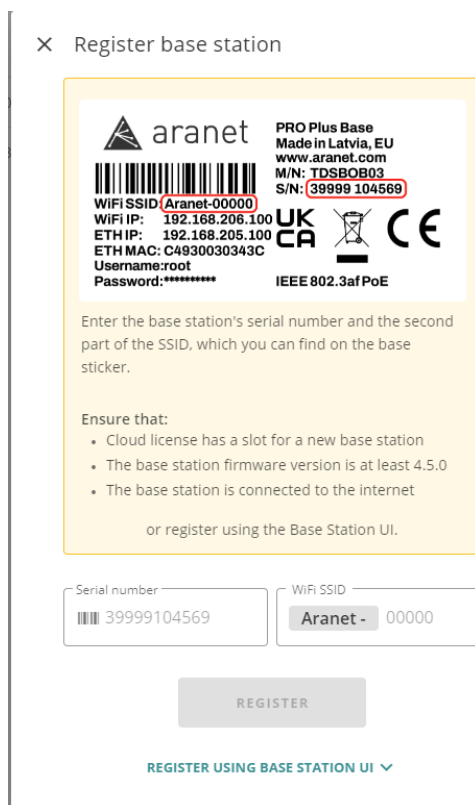 Register base station
aranet
PRO Plus Base
Made in Latvia, EU
www.aranet.com
M/N: TDSBOB03
S/N: 39999 104569
WiFi SSID: Aranet-00000
WiFi IP: 192.168.206.100
ETH IP: 192.168.205.100
ETH MAC: C4930030343C
Username:root
Password:**********
UK
CA
CE
IEEE 802.3af PoE
Enter the base station's serial number and the second
part of the SSID, which you can find on the base
sticker.
Ensure that:
• Cloud license has a slot for a new base station
• The base station firmware version is at least 4.5.0
• The base station is connected to the internet
or register using the Base Station UI.
Serial number
39999104569
WiFi SSID
Aranet - 00000
REGISTER
REGISTER USING BASE STATION UI